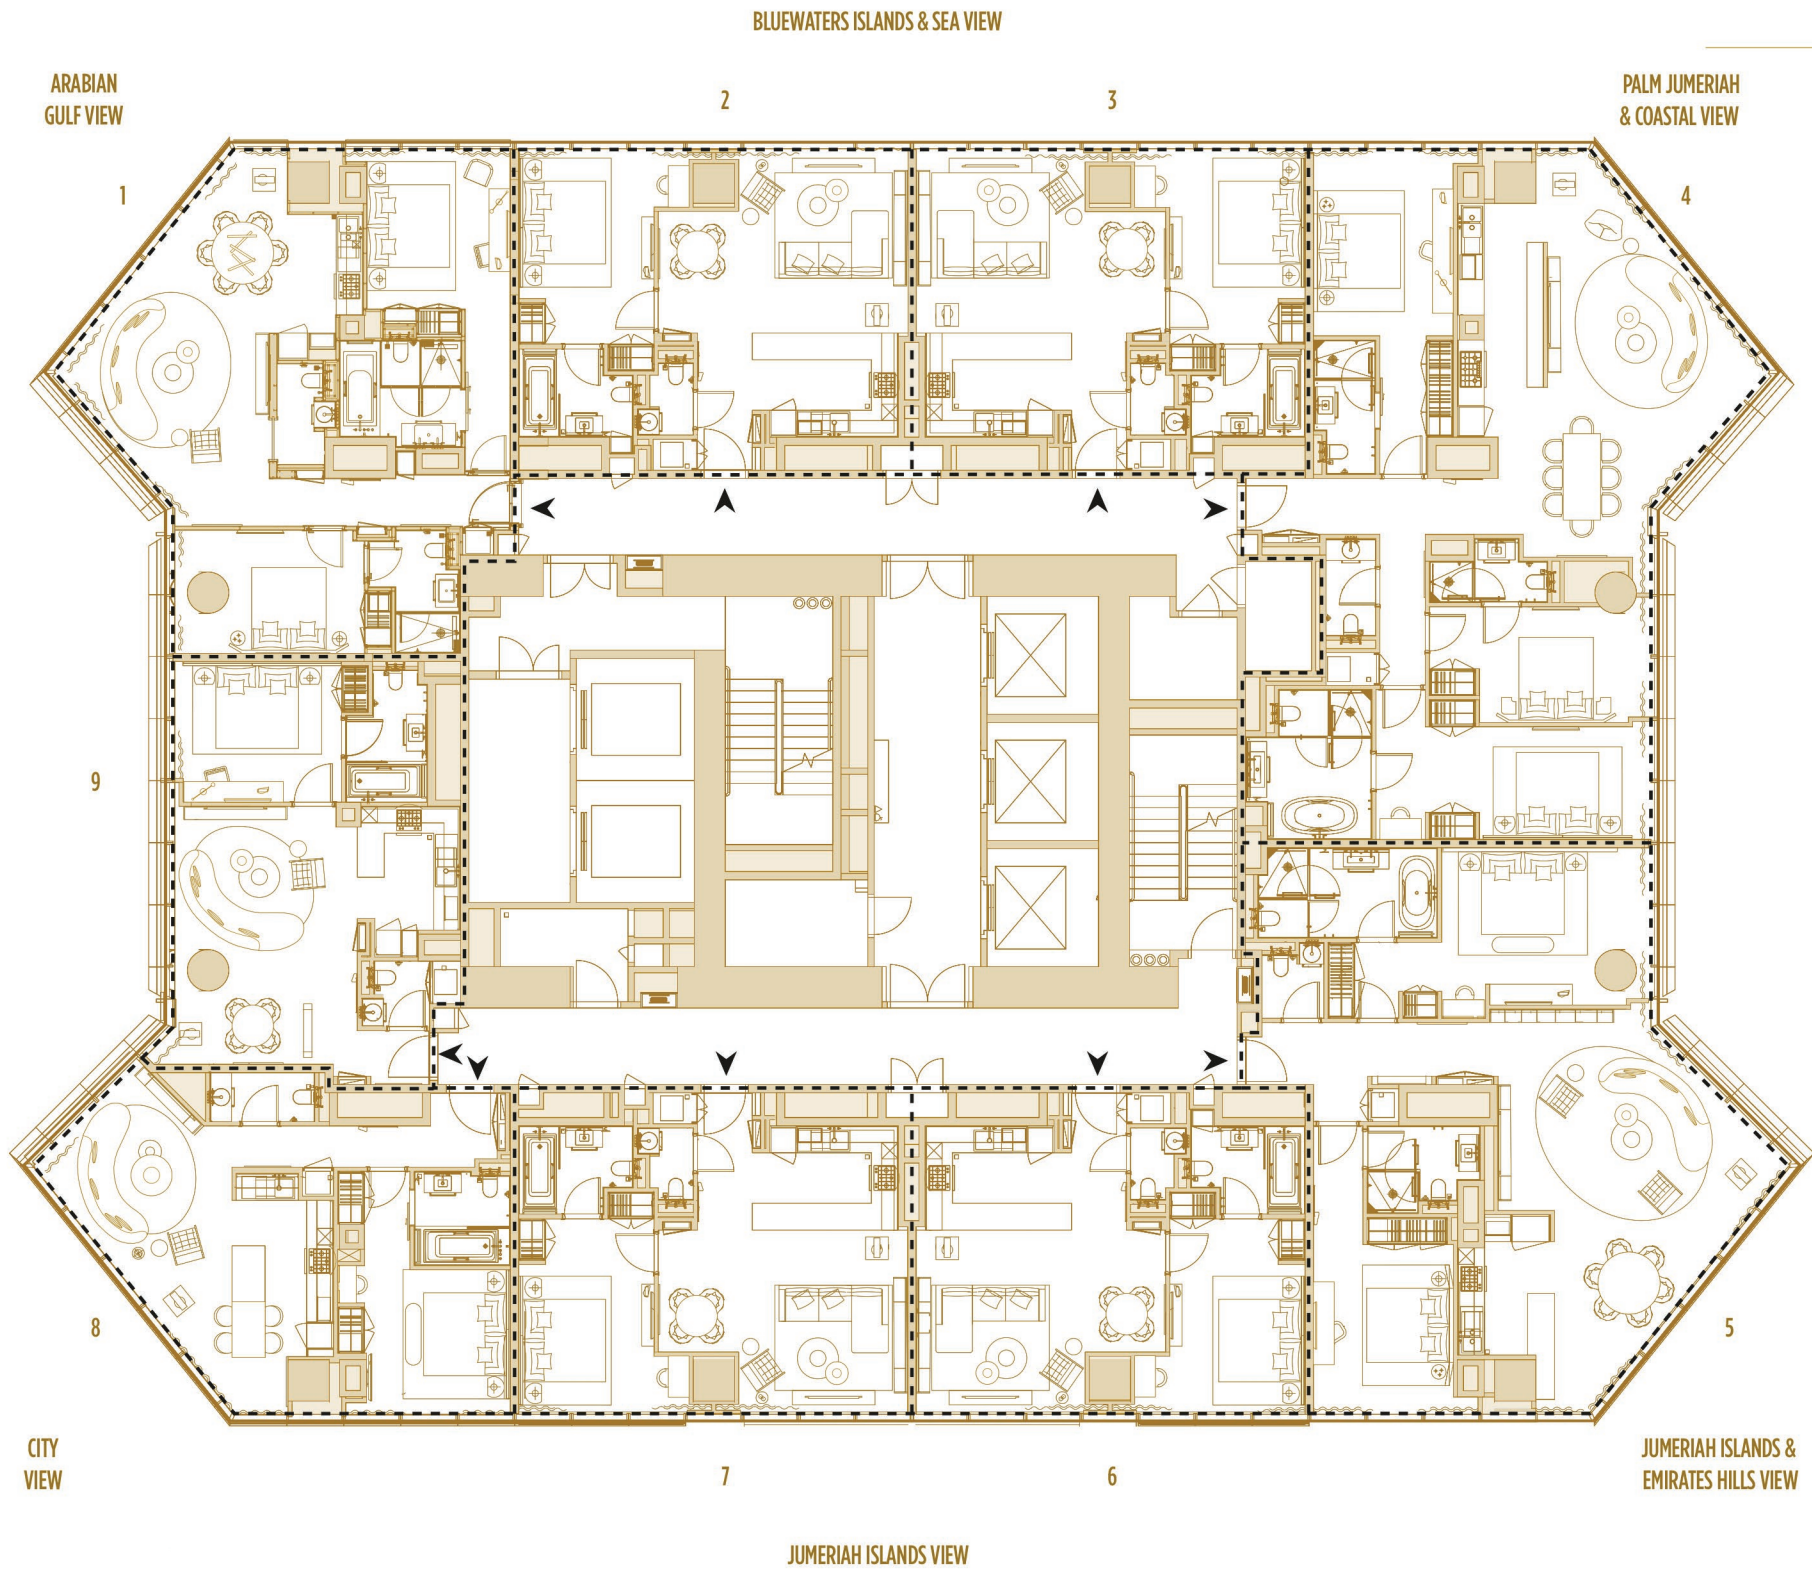 BLUEWATERS ISLANDS & SEA VIEW
ARABIAN
GULF VIEW
2
3
PALM JUMERIAH
& COASTAL VIEW
1
4
9
8
5
CITY
VIEW
7
6
JUMERIAH ISLANDS &
EMIRATES HILLS VIEW
JUMERIAH ISLANDS VIEW